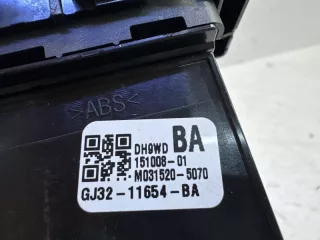 >ABS<
DH9WD BA
151008-01
M031520-5070
GJ32-11654-BA